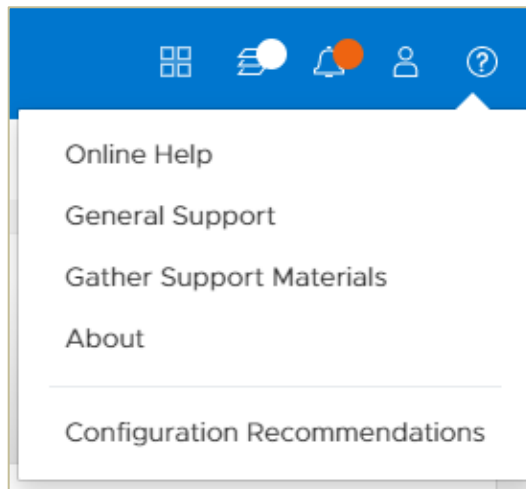 Online Help
General Support
Gather Support Materials
About
Configuration Recommendations